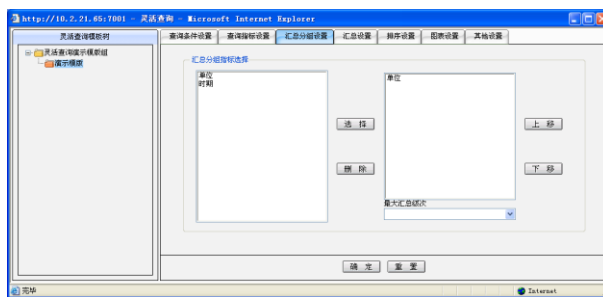 http://10.2.21.65:7001 - 灵活查询 - Microsoft Internet Explorer
灵活查询模板树
灵活查询演示模版组
演示模版
查询条件设置 查询指标设置 汇总分组设置 汇总设置 排序设置 图表设置 其他设置
汇总分组指标选择
单位
时期
单位
选 择
删 除
上 移
下 移
最大汇总级次
确 定 重 置
完毕
Internet